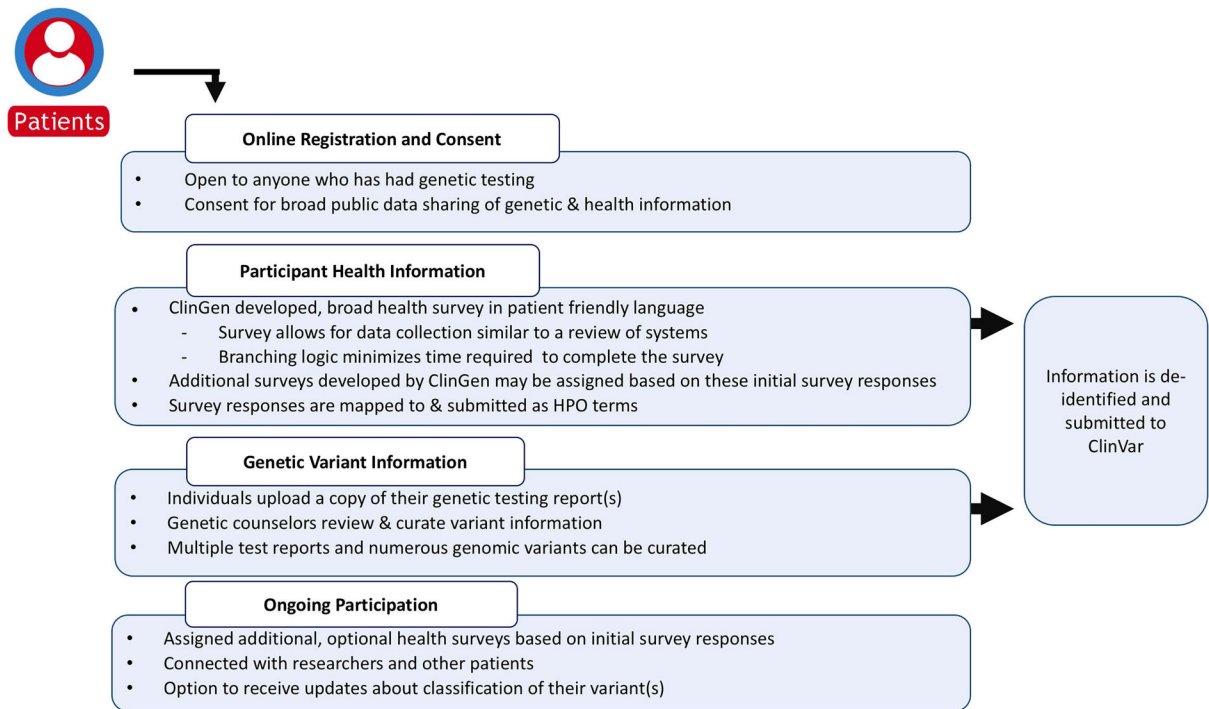 Patients
Online Registration and Consent
• Open to anyone who has had genetic testing
• Consent for broad public data sharing of genetic & health information
Participant Health Information
• ClinGen developed, broad health survey in patient friendly language
- Survey allows for data collection similar to a review of systems
- Branching logic minimizes time required to complete the survey
• Additional surveys developed by ClinGen may be assigned based on these initial survey responses
• Survey responses are mapped to & submitted as HPO terms
Information is de-
identified and
submitted to
ClinVar
Genetic Variant Information
• Individuals upload a copy of their genetic testing report(s)
• Genetic counselors review & curate variant information
• Multiple test reports and numerous genomic variants can be curated
Ongoing Participation
• Assigned additional, optional health surveys based on initial survey responses
• Connected with researchers and other patients
• Option to receive updates about classification of their variant(s)